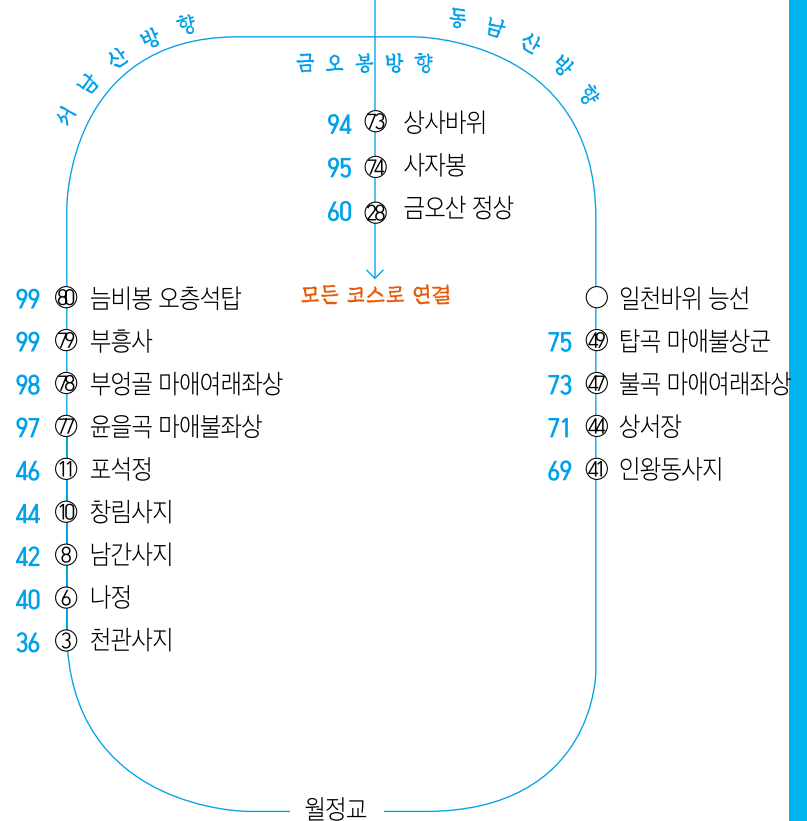 서남산방향
금오봉방향
동남산방향
94 73 상사바위
95 74 사자봉
60 28 금오산 정상
모든 코스로 연결
99 80 늠비봉 오층석탑
99 79 부흥사
98 78 부엉골 마애여래좌상
97 77 윤을곡 마애불좌상
46 11 포석정
44 10 창림사지
42 8 남간사지
40 6 나정
36 3 천관사지
일천바위 능선
75 49 탑곡 마애불상군
73 47 불곡 마애여래좌상
71 44 상서장
69 41 인왕동사지
월정교